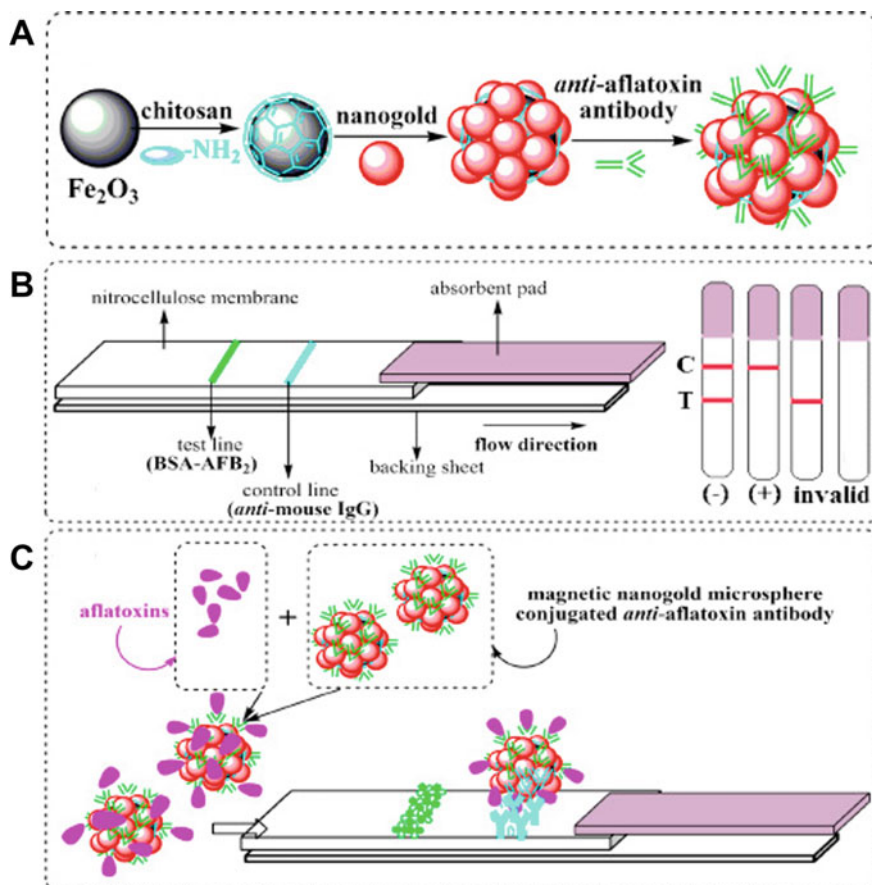 A
chitosan
-NH2
Fe2O3
nanogold
anti-aflatoxin
antibody
B
nitrocellulose membrane
absorbent pad
test line
(BSA-AFB2)
control line
(anti-mouse IgG)
backing sheet
flow direction
C
T
(-) (+) invalid
C
aflatoxins
+
magnetic nanogold microsphere
conjugated anti-aflatoxin antibody